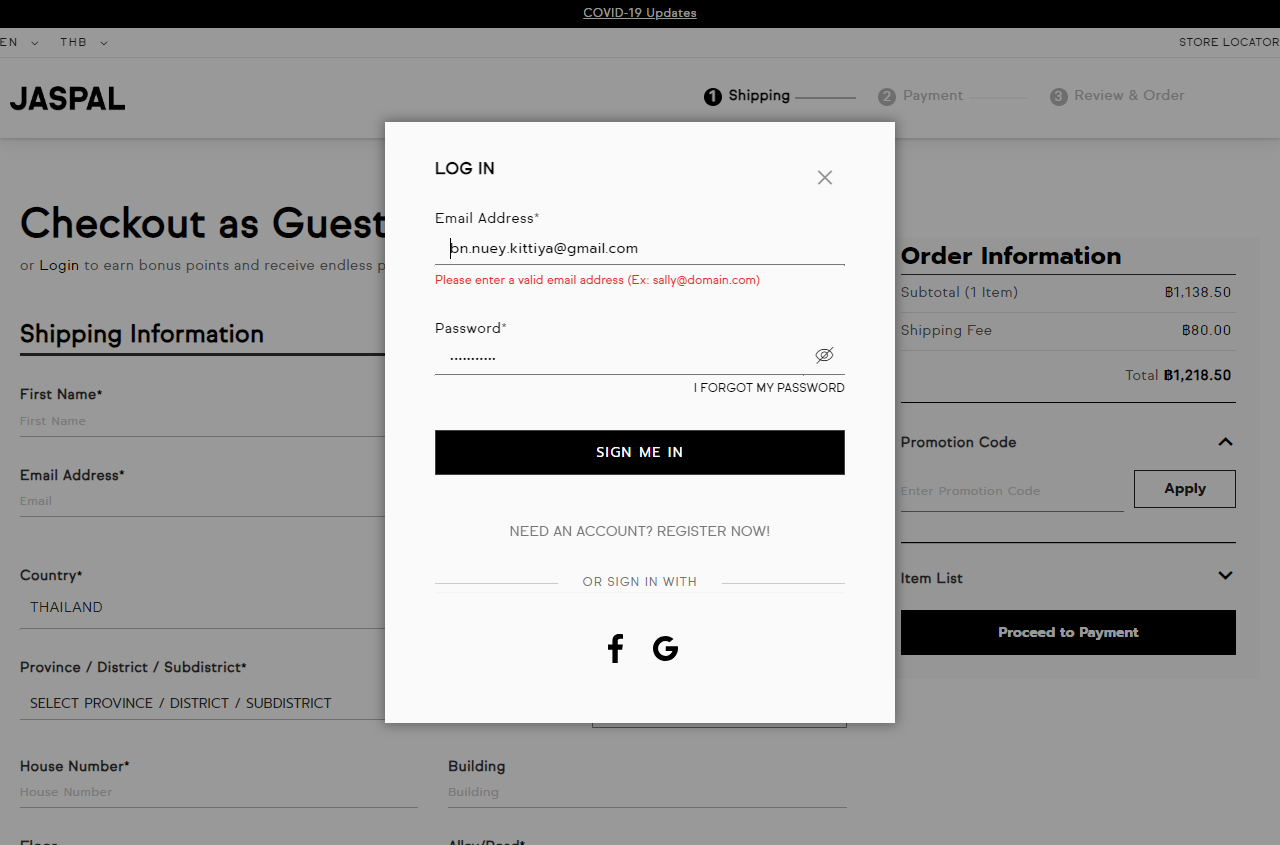 COVID-19 Updates
EN THB STORE LOCATOR
JASPAL
1 Shipping 2 Payment 3 Review & Order
Checkout as Guest
or Login to earn bonus points and receive endless p
Shipping Information
First Name*
First Name
Email Address*
Email
Country*
THAILAND
Province / District / Subdistrict*
SELECT PROVINCE / DISTRICT / SUBDISTRICT
House Number*
House Number
Building
Building
LOG IN
Email Address*
bn.nuey.kittiya@gmail.com
Please enter a valid email address (Ex: sally@domain.com)
Password*
•••••••••••
I FORGOT MY PASSWORD
SIGN ME IN
NEED AN ACCOUNT? REGISTER NOW!
OR SIGN IN WITH
Order Information
Subtotal (1 Item) ฿1,138.50
Shipping Fee ฿80.00
Total ฿1,218.50
Promotion Code
Enter Promotion Code Apply
Item List
Proceed to Payment